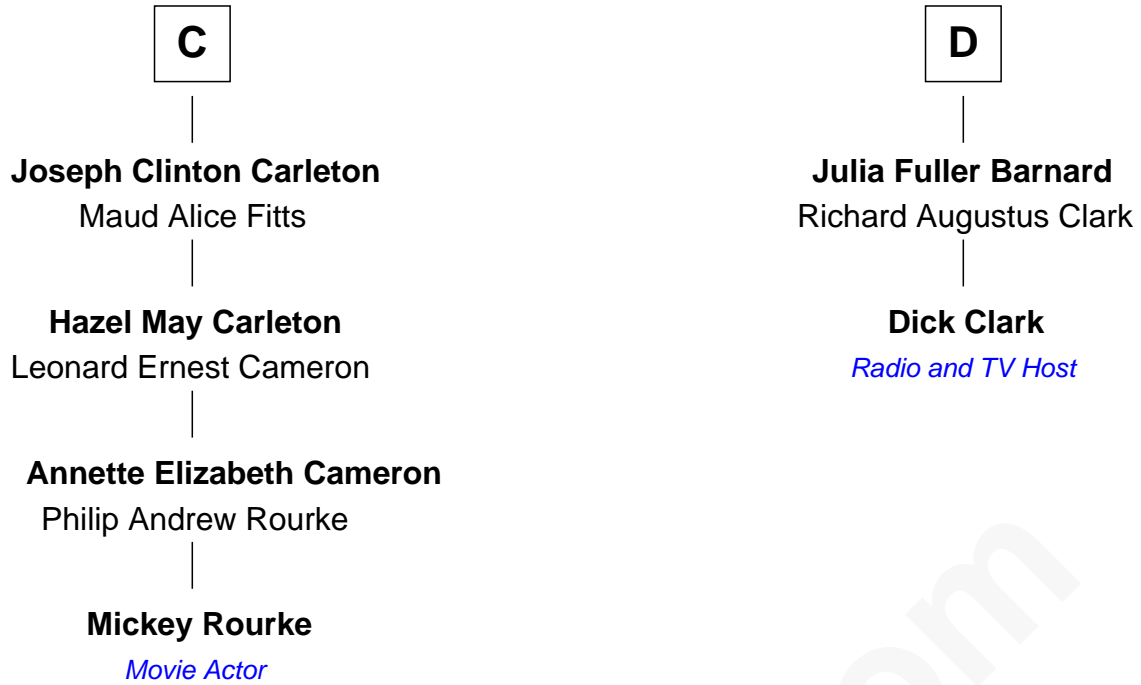 C
Joseph Clinton Carleton
Maud Alice Fitts
Hazel May Carleton
Leonard Ernest Cameron
Annette Elizabeth Cameron
Philip Andrew Rourke
Mickey Rourke
Movie Actor
D
Julia Fuller Barnard
Richard Augustus Clark
Dick Clark
Radio and TV Host
om